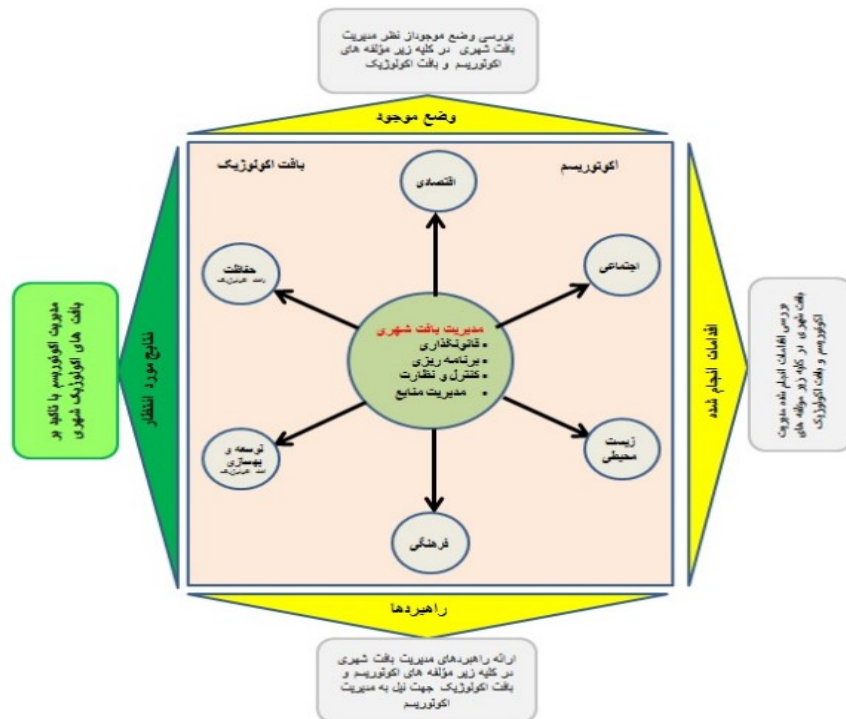 بررسی وضع موجوداز نظر مدیریت
بافت شهری در کلیه زیر مؤلفه های
اکوتوریسم و بافت اکولوژیک
وضع موجود
اکوتوریسم
بافت اکولوژیک
اقتصادی
اجتماعی
حفاظت
زیست
محیطی
توسعه و
بهسازی
فرهنگی
مدیریت بافت شهری
قانونگذاری
برنامه ریزی
کنترل و نظارت
مدیریت منابع
اقدامات انجام شده
بررسی اقدامات انجام شده مدیریت
بافت شهری در کلیه زیر مؤلفه های
اکوتوریسم و بافت اکولوژیک
راهبردها
ارائه راهبردهای مدیریت بافت شهری
در کلیه زیر مؤلفه های اکوتوریسم و
بافت اکولوژیک جهت نیل به مدیریت
اکوتوریسم
نتایج مورد انتظار
مدیریت اکوتوریسم با تاکید بر
بافت های اکولوژیک شهری